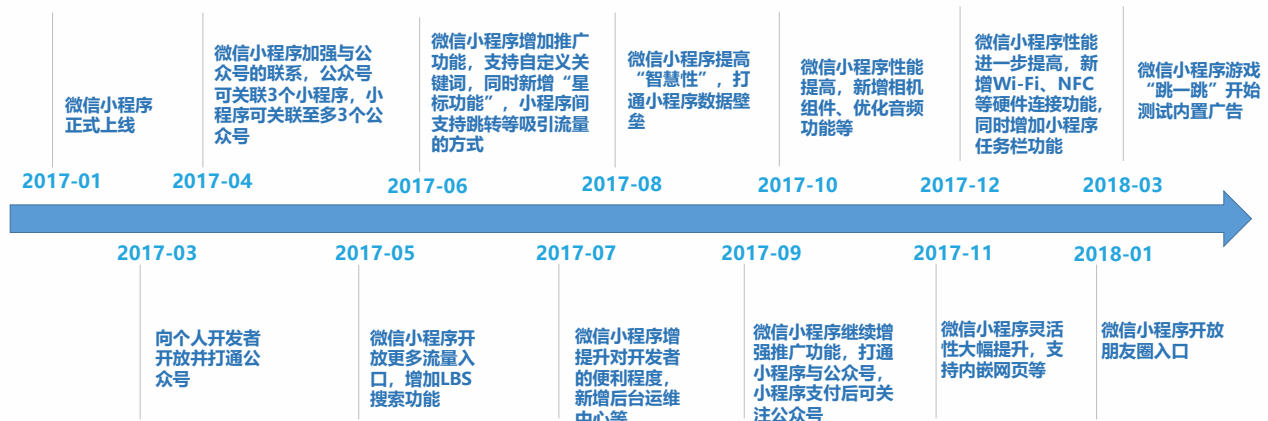 微信小程序
正式上线
微信小程序加强与公
众号的联系，公众号
可关联3个小程序，小
程序可关联至多3个公
众号
微信小程序增加推广
功能，支持自定义关
键词，同时新增“星
标功能”，小程序间
支持跳转等吸引流量
的方式
微信小程序提高
“智慧性”，打
通小程序数据壁
垒
微信小程序性能
提高，新增相机
组件、优化音频
功能等
微信小程序性能
进一步提高，新
增Wi-Fi、NFC
等硬件连接功能，
同时增加小程序
任务栏功能
微信小程序游戏
“跳一跳”开始
测试内置广告
2017-01
2017-04
2017-06
2017-08
2017-10
2017-12
2018-03
2017-03
2017-05
2017-07
2017-09
2017-11
2018-01
向个人开发者
开放并打通公
众号
微信小程序开
放更多流量入
口，增加LBS
搜索功能
微信小程序增
提升对开发者
的便利程度，
新增后台运维
中心等
微信小程序继续增
强推广功能，打通
小程序与公众号，
小程序支付后可关
注公众号
微信小程序灵活
性大幅提升，支
持内嵌网页等
微信小程序开放
朋友圈入口